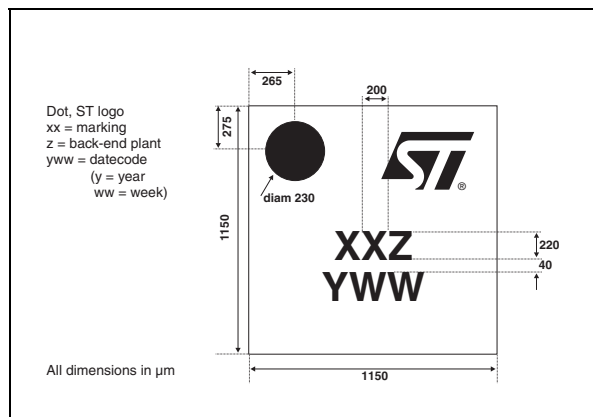 265
200
Dot, ST logo
xx = marking
z = back-end plant
yww = datecode
(y = year
ww = week)
275
ST®
diam 230
1150
XXZ
220
40
YWW
All dimensions in µm
1150